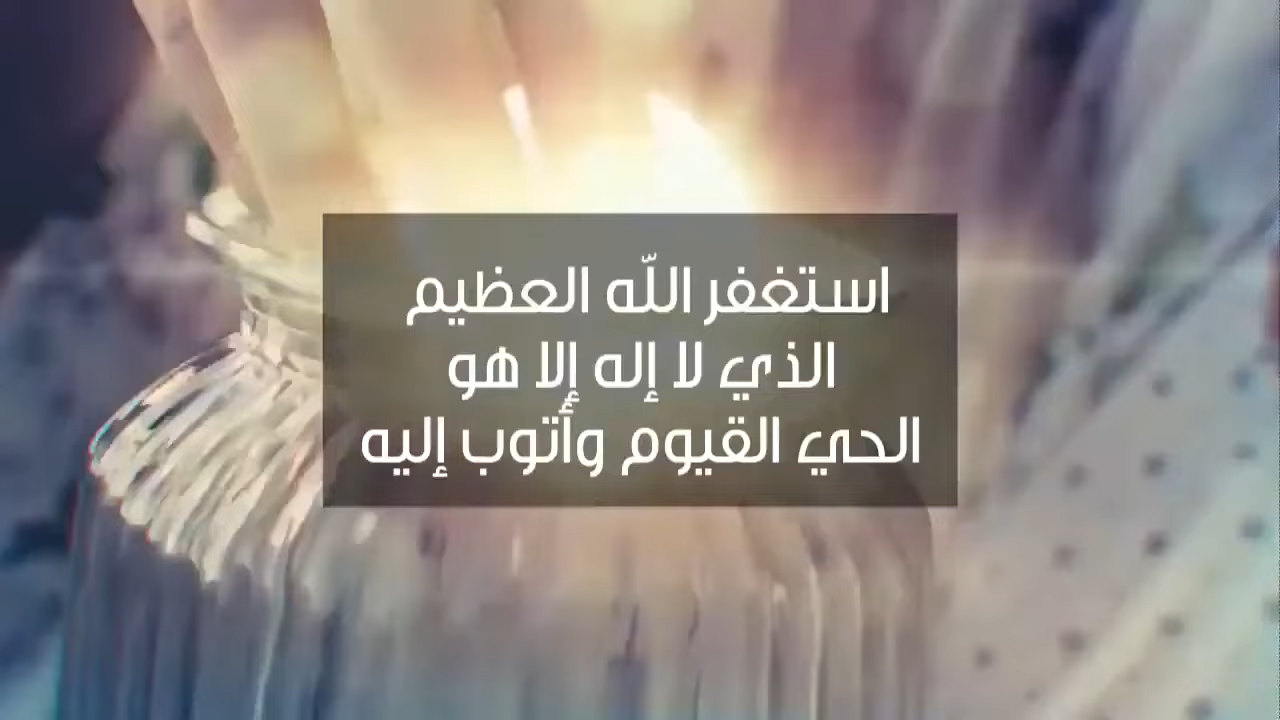 استغفر اللّه العظيم
الذي لا إله إلا هو
الحي القيوم وأتوب إليه